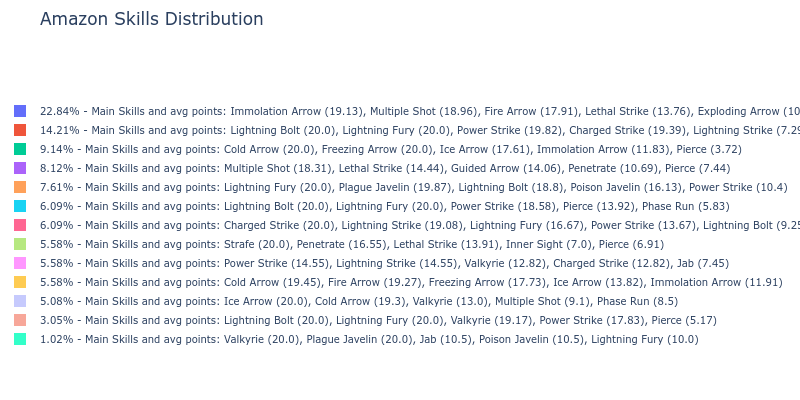 Amazon Skills Distribution
22.84% - Main Skills and avg points: Immolation Arrow (19.13), Multiple Shot (18.96), Fire Arrow (17.91), Lethal Strike (13.76), Exploding Arrow (10
14.21% - Main Skills and avg points: Lightning Bolt (20.0), Lightning Fury (20.0), Power Strike (19.82), Charged Strike (19.39), Lightning Strike (7.29
9.14% - Main Skills and avg points: Cold Arrow (20.0), Freezing Arrow (20.0), Ice Arrow (17.61), Immolation Arrow (11.83), Pierce (3.72)
8.12% - Main Skills and avg points: Multiple Shot (18.31), Lethal Strike (14.44), Guided Arrow (14.06), Penetrate (10.69), Pierce (7.44)
7.61% - Main Skills and avg points: Lightning Fury (20.0), Plague Javelin (19.87), Lightning Bolt (18.8), Poison Javelin (16.13), Power Strike (10.4)
6.09% - Main Skills and avg points: Lightning Bolt (20.0), Lightning Fury (20.0), Power Strike (18.58), Pierce (13.92), Phase Run (5.83)
6.09% - Main Skills and avg points: Charged Strike (20.0), Lightning Strike (19.08), Lightning Fury (16.67), Power Strike (13.67), Lightning Bolt (9.25
5.58% - Main Skills and avg points: Strafe (20.0), Penetrate (16.55), Lethal Strike (13.91), Inner Sight (7.0), Pierce (6.91)
5.58% - Main Skills and avg points: Power Strike (14.55), Lightning Strike (14.55), Valkyrie (12.82), Charged Strike (12.82), Jab (7.45)
5.58% - Main Skills and avg points: Cold Arrow (19.45), Fire Arrow (19.27), Freezing Arrow (17.73), Ice Arrow (13.82), Immolation Arrow (11.91)
5.08% - Main Skills and avg points: Ice Arrow (20.0), Cold Arrow (19.3), Valkyrie (13.0), Multiple Shot (9.1), Phase Run (8.5)
3.05% - Main Skills and avg points: Lightning Bolt (20.0), Lightning Fury (20.0), Valkyrie (19.17), Power Strike (17.83), Pierce (5.17)
1.02% - Main Skills and avg points: Valkyrie (20.0), Plague Javelin (20.0), Jab (10.5), Poison Javelin (10.5), Lightning Fury (10.0)